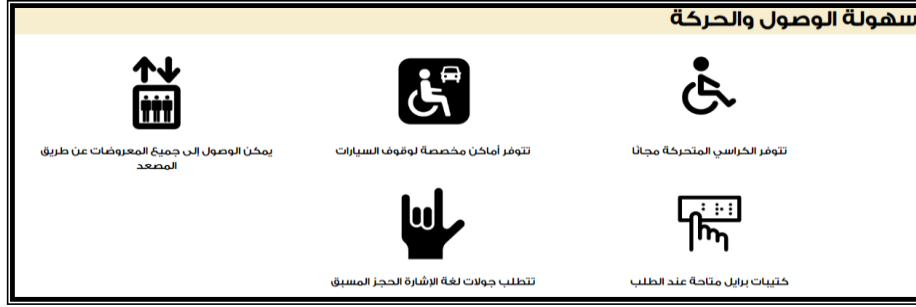 سهولة الوصول والحركة
تتوفر الكراسي المتحركة مجانًا
تتوفر أماكن مخصصة لوقوف السيارات
يمكن الوصول إلى جميع المعروضات عن طريق
المصعد
كتيبات برايل متاحة عند الطلب
تتطلب جولات لغة الإشارة الحجز المسبق